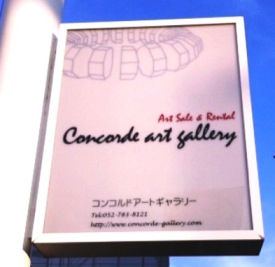 Art Sale & Rental
Concorde art gallery
コンコルドアートギャラリー
Tel:052-783-8121
http://www.concorde-gallery.com